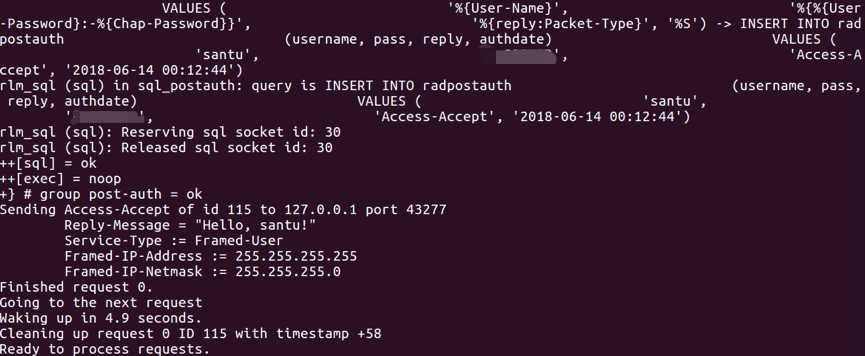 VALUES ( '%{User-Name}', '%{%{User
-Password}:-%{Chap-Password}}', '%{reply:Packet-Type}', '%S') -> INSERT INTO rad
postauth (username, pass, reply, authdate) VALUES (
'santu', ', 'Access-A
ccept', '2018-06-14 00:12:44')
rlm_sql (sql) in sql_postauth: query is INSERT INTO radpostauth (username, pass,
reply, authdate) VALUES ( 'santu',
' ', 'Access-Accept', '2018-06-14 00:12:44')
rlm_sql (sql): Reserving sql socket id: 30
rlm_sql (sql): Released sql socket id: 30
++[sql] = ok
++[exec] = noop
+} # group post-auth = ok
Sending Access-Accept of id 115 to 127.0.0.1 port 43277
Reply-Message = "Hello, santu!"
Service-Type := Framed-User
Framed-IP-Address := 255.255.255.255
Framed-IP-Netmask := 255.255.255.0
Finished request 0.
Going to the next request
Waking up in 4.9 seconds.
Cleaning up request 0 ID 115 with timestamp +58
Ready to process requests.